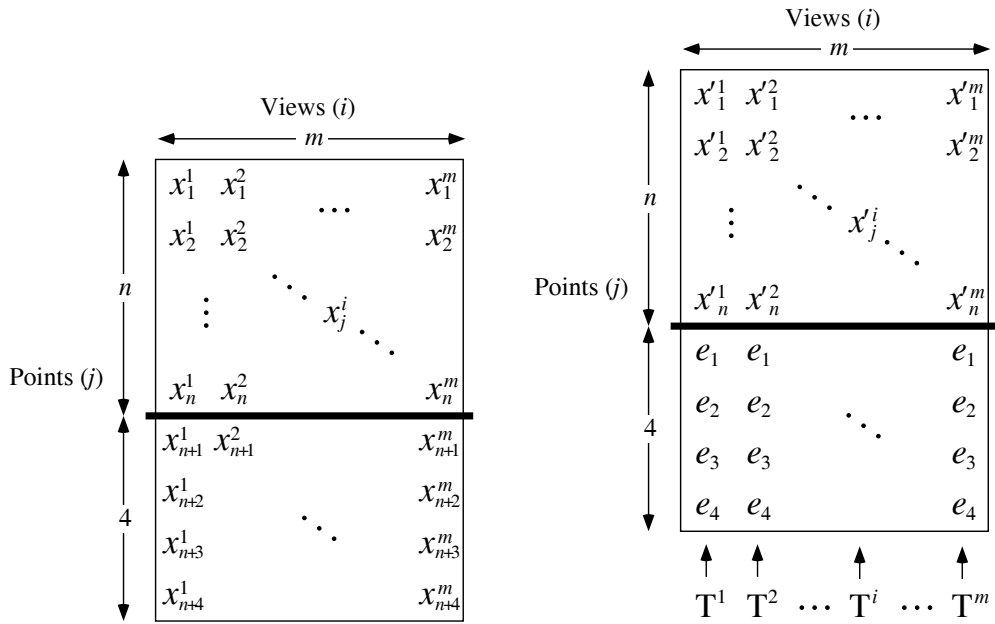 Views (i)
m
x_1^1 x_1^2 ··· x_1^m
x_2^1 x_2^2 x_2^m
n
x_j^i
Points (j)
x_n^1 x_n^2 x_n^m
x_{n+1}^1 x_{n+1}^2 x_{n+1}^m
4
x_{n+2}^1 x_{n+2}^m
x_{n+3}^1 x_{n+3}^m
x_{n+4}^1 x_{n+4}^m
Views (i)
m
x'_1^1 x'_1^2 ··· x'_1^m
x'_2^1 x'_2^2 x'_2^m
n
x'_j^i
Points (j)
x'_n^1 x'_n^2 x'_n^m
e_1 e_1 e_1
e_2 e_2 e_2
4
e_3 e_3 e_3
e_4 e_4 e_4
T^1 T^2 ··· T^i ··· T^m